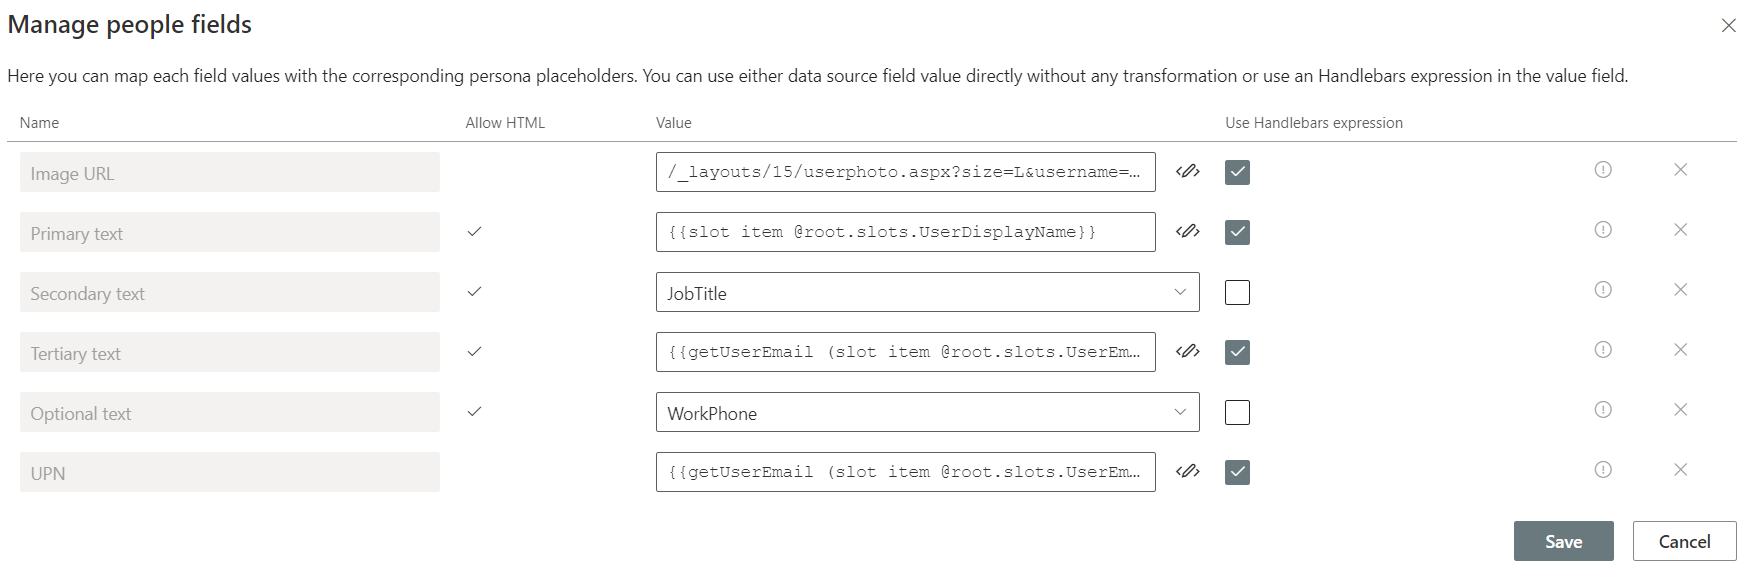 Manage people fields
Here you can map each field values with the corresponding persona placeholders. You can use either data source field value directly without any transformation or use an Handlebars expression in the value field.
Name Allow HTML Value Use Handlebars expression
Image URL /_layouts/15/userphoto.aspx?size=L&username=...
Primary text {{slot item @root.slots.UserDisplayName}}
Secondary text JobTitle
Tertiary text {{getUserEmail (slot item @root.slots.UserEm...
Optional text WorkPhone
UPN {{getUserEmail (slot item @root.slots.UserEm...
Save Cancel